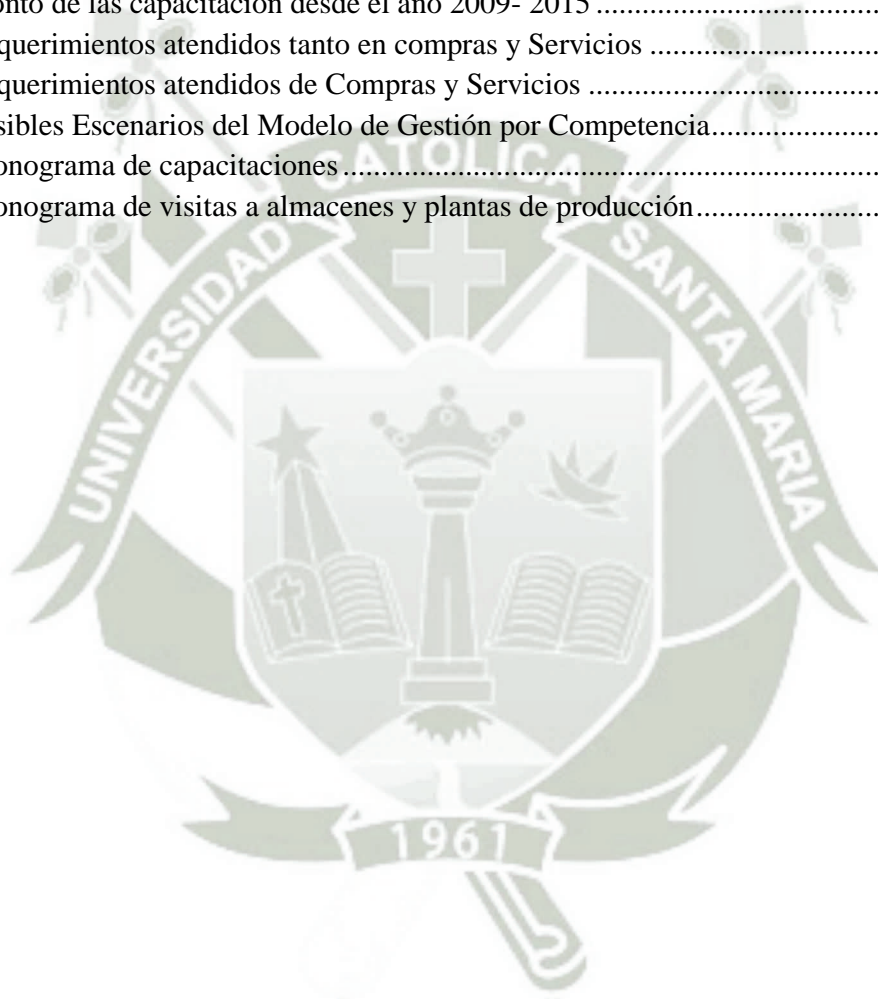 onto de las capacitación desde el año 2009- 2015
querimientos atendidos tanto en compras y Servicios
querimientos atendidos de Compras y Servicios
sibles Escenarios del Modelo de Gestión por Competencia
onograma de capacitaciones
onograma de visitas a almacenes y plantas de producción
UNIVERSIDAD CATOLICA SANTA MARIA
1961